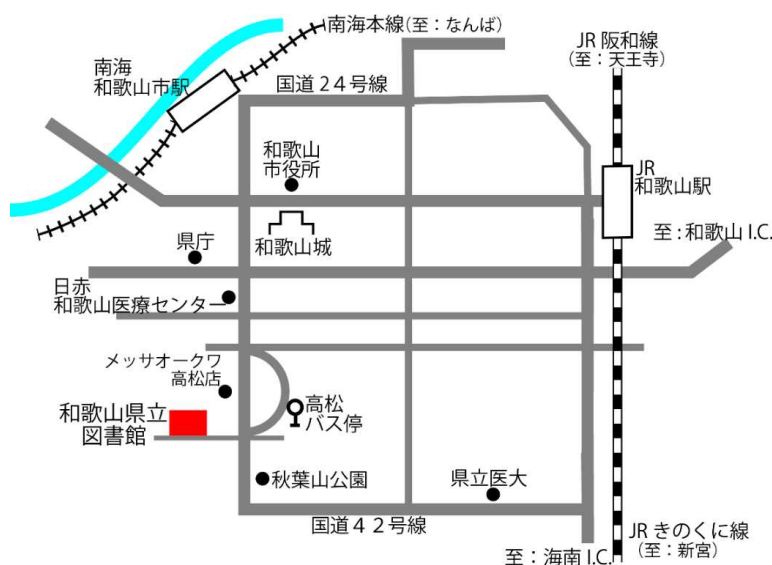 南海本線(至:なんば)
JR 阪和線
(至:天王寺)
南海
和歌山市駅
国道24号線
和歌山
市役所
JR
和歌山駅
和歌山城
至:和歌山 I.C.
県庁
日赤
和歌山医療センター
メッサオークワ
高松店
高松
バス停
和歌山県立
図書館
秋葉山公園
県立医大
国道42号線
JR きのくに線
(至:新宮)
至:海南 I.C.